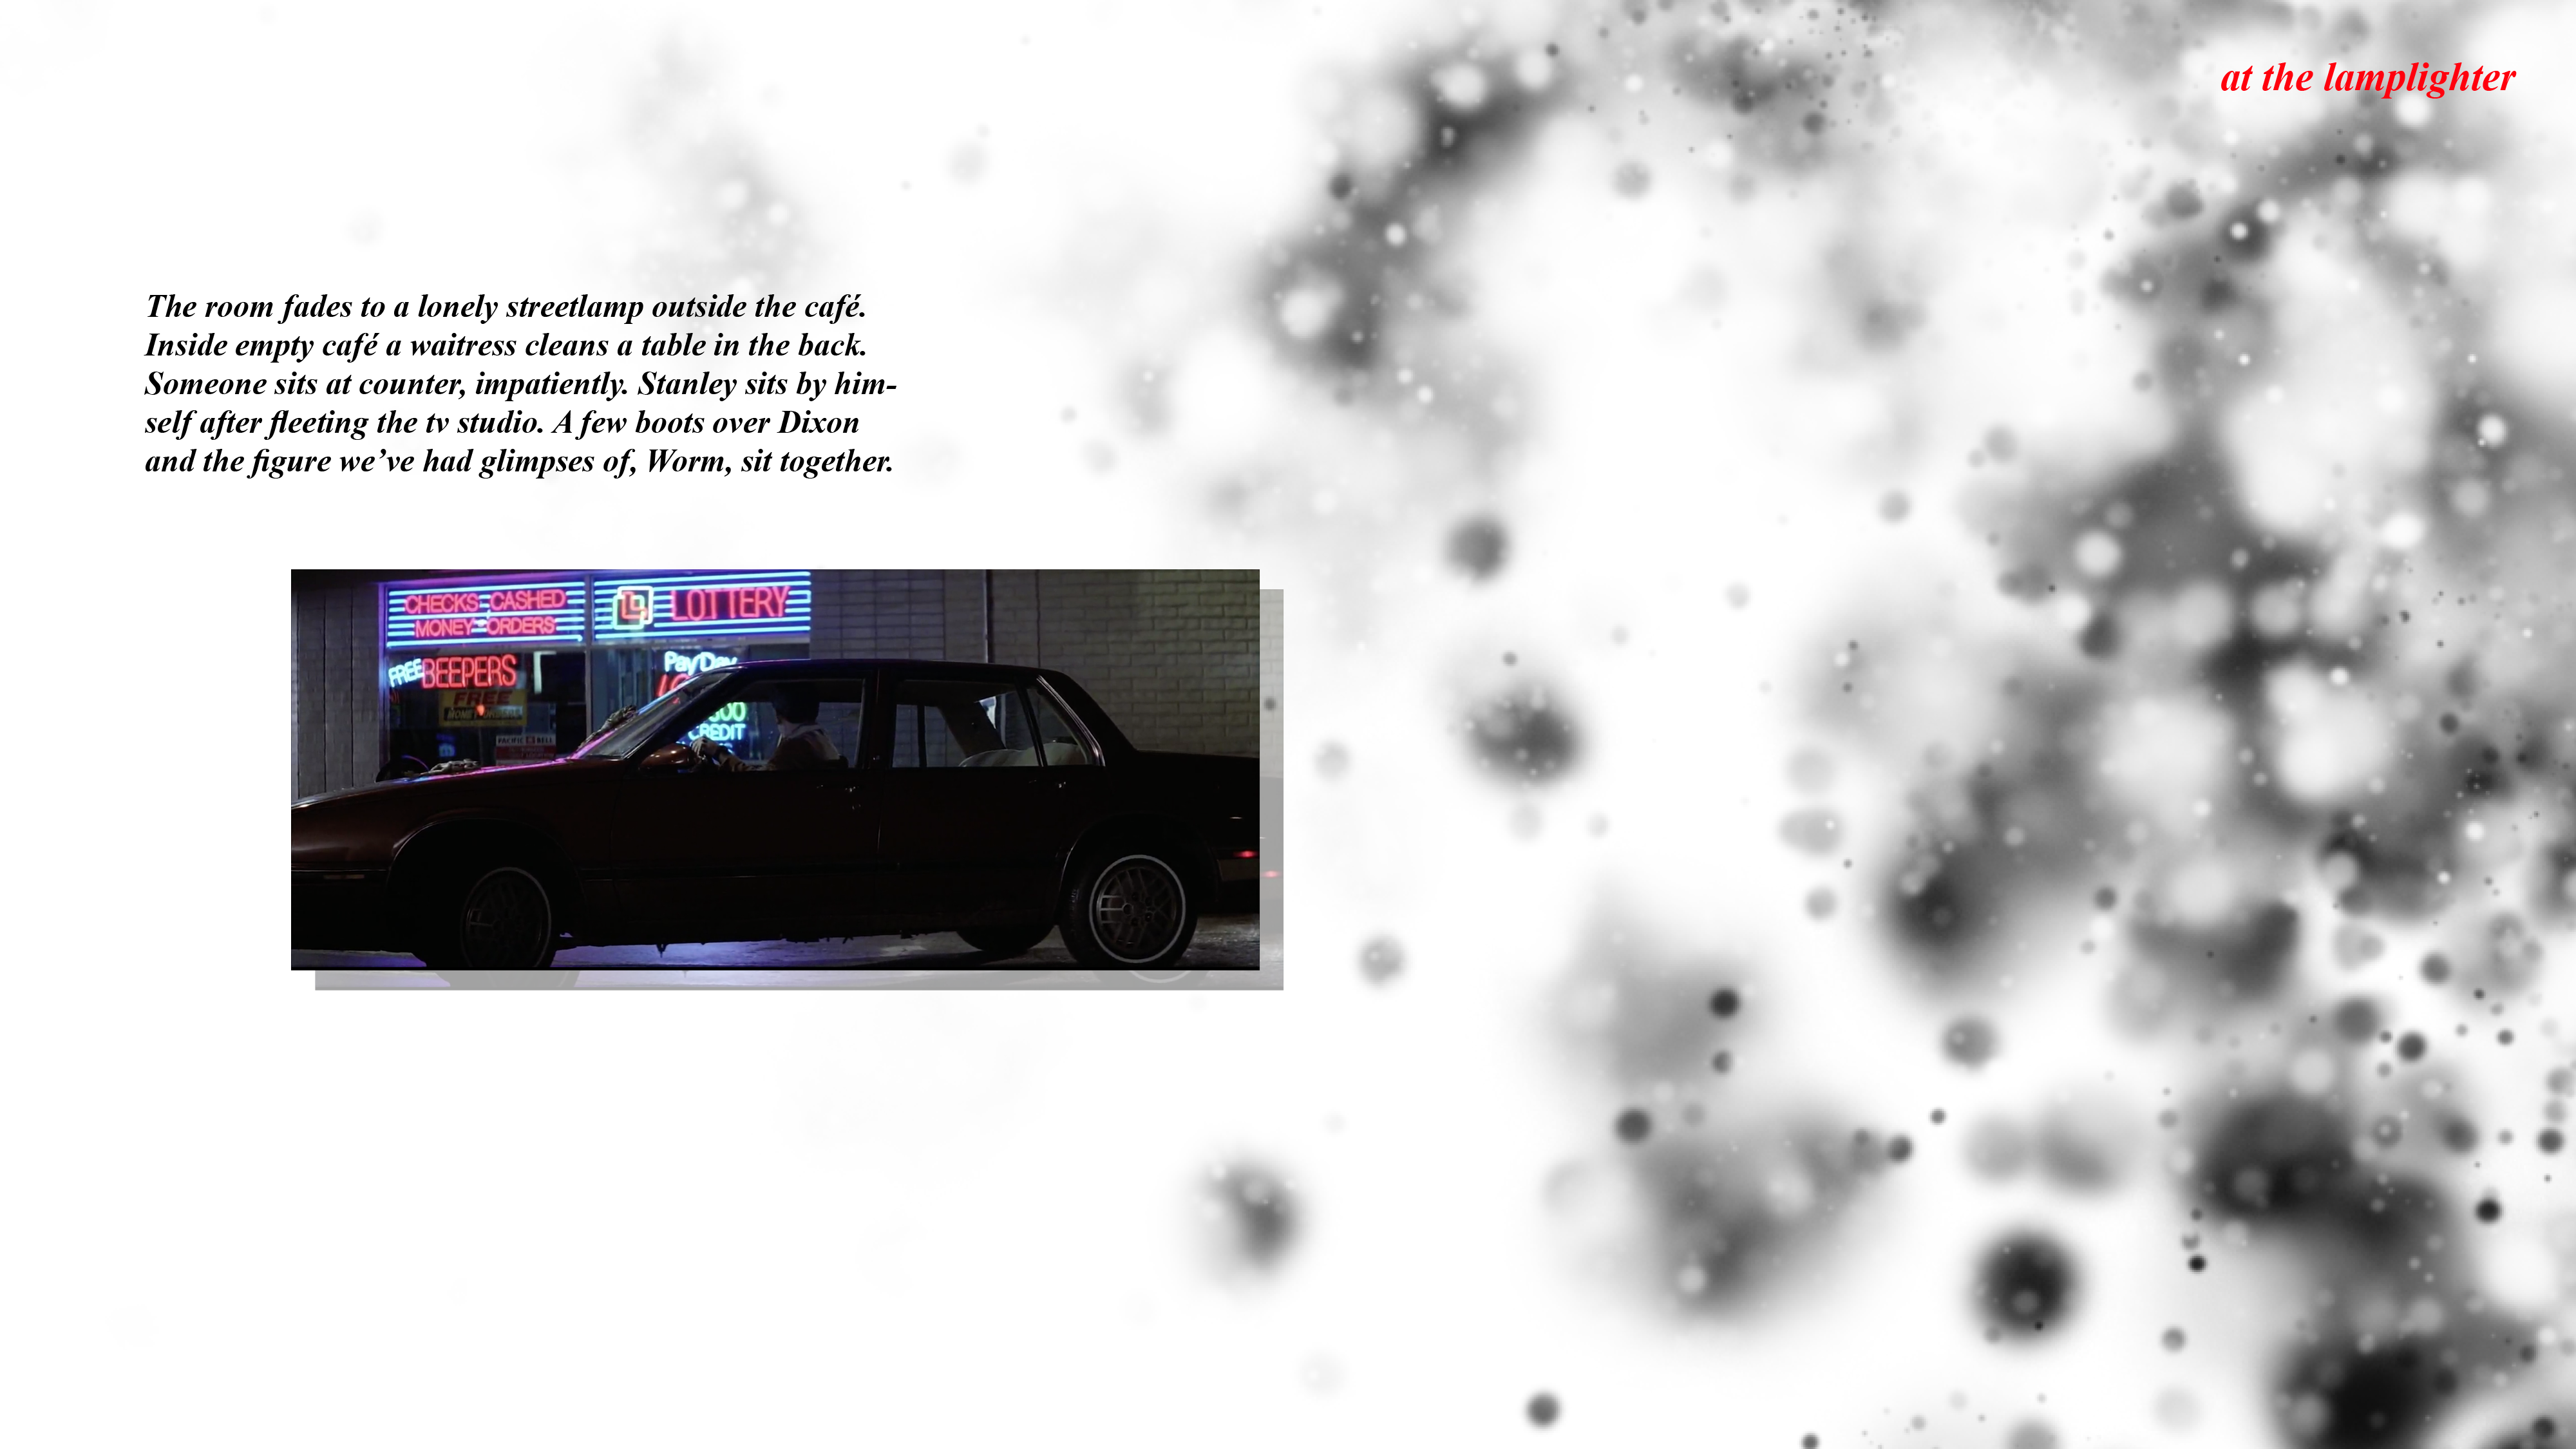 at the lamplighter
The room fades to a lonely streetlamp outside the café.
Inside empty café a waitress cleans a table in the back.
Someone sits at counter, impatiently. Stanley sits by him-
self after fleeting the tv studio. A few boots over Dixon
and the figure we’ve had glimpses of, Worm, sit together.
CHECKS CASHED
MONEY ORDERS
LOTTERY
FREE BEEPERS
PayDay
FREE
CREDIT
PACIFIC BELL